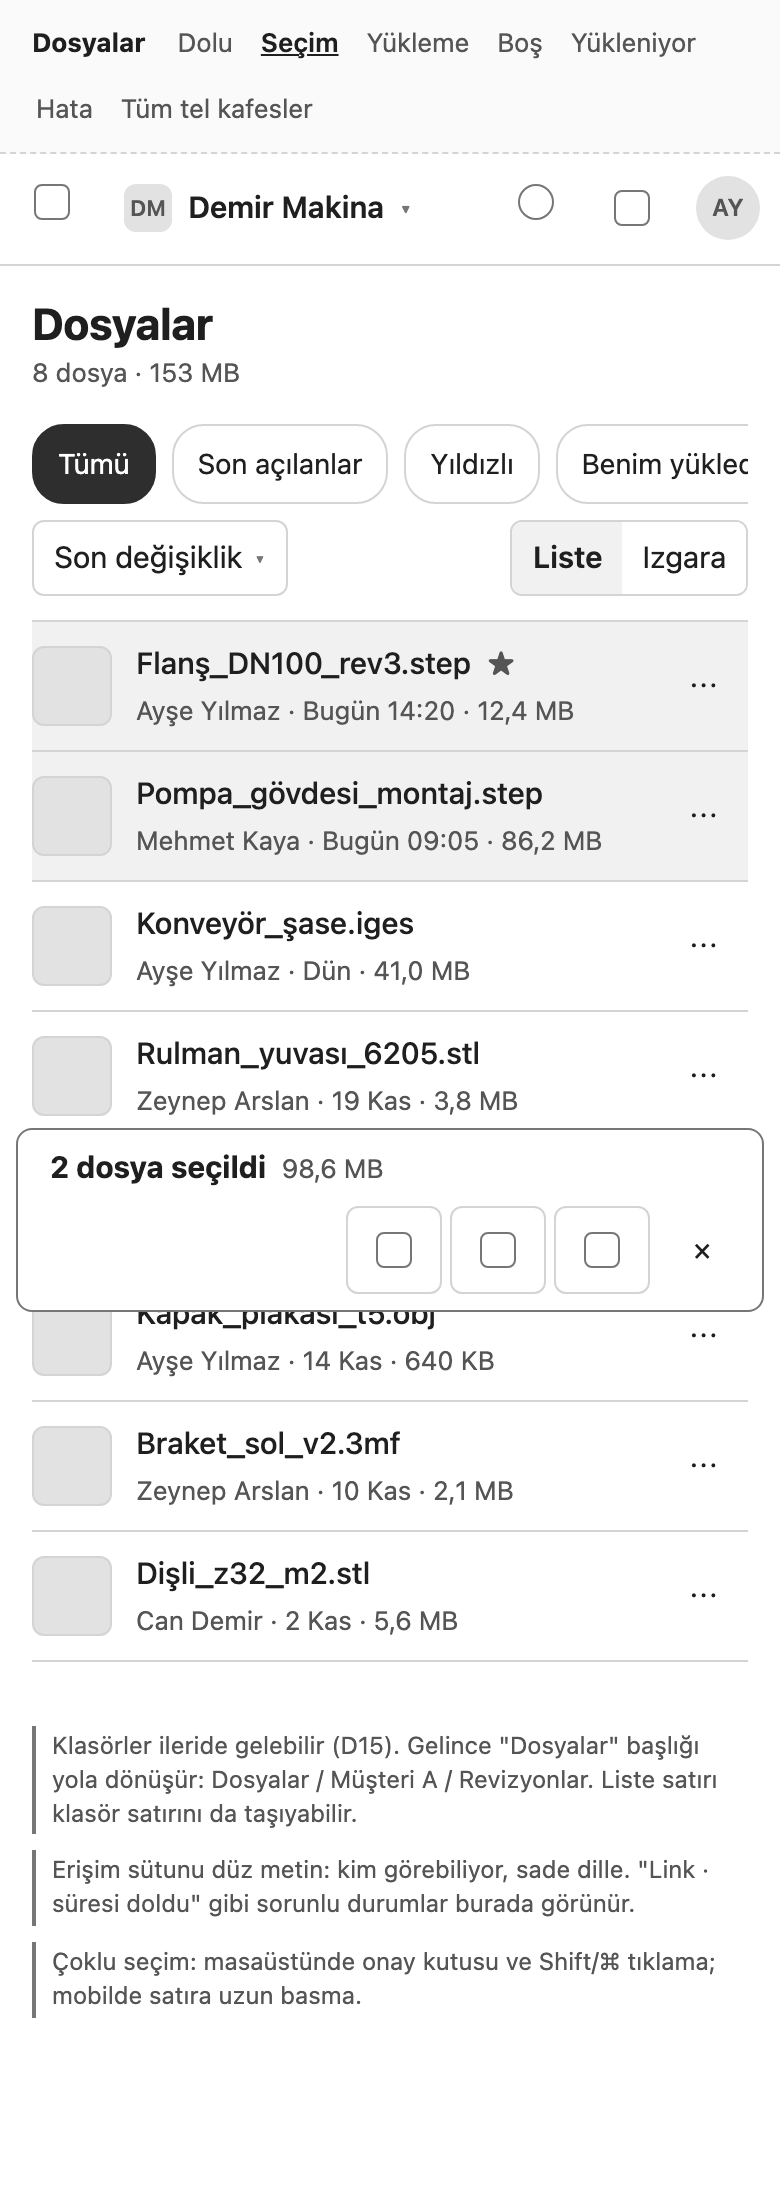 Dosyalar Dolu Seçim Yükleme Boş Yükleniyor
Hata Tüm tel kafesler
DM Demir Makina ▾ AY
Dosyalar
8 dosya · 153 MB
Tümü Son açılanlar Yıldızlı Benim yükled
Son değişiklik ▾ Liste Izgara
Flanş_DN100_rev3.step ★
Ayşe Yılmaz · Bugün 14:20 · 12,4 MB
...
Pompa_gövdesi_montaj.step
Mehmet Kaya · Bugün 09:05 · 86,2 MB
...
Konveyör_şase.iges
Ayşe Yılmaz · Dün · 41,0 MB
...
Rulman_yuvası_6205.stl
Zeynep Arslan · 19 Kas · 3,8 MB
...
2 dosya seçildi 98,6 MB
×
Kapak_plakası_t5.obj
Ayşe Yılmaz · 14 Kas · 640 KB
...
Braket_sol_v2.3mf
Zeynep Arslan · 10 Kas · 2,1 MB
...
Dişli_z32_m2.stl
Can Demir · 2 Kas · 5,6 MB
...
Klasörler ileride gelebilir (D15). Gelince "Dosyalar" başlığı
yola dönüşür: Dosyalar / Müşteri A / Revizyonlar. Liste satırı
klasör satırını da taşıyabilir.
Erişim sütunu düz metin: kim görebiliyor, sade dille. "Link ·
süresi doldu" gibi sorunlu durumlar burada görünür.
Çoklu seçim: masaüstünde onay kutusu ve Shift/⌘ tıklama;
mobilde satıra uzun basma.